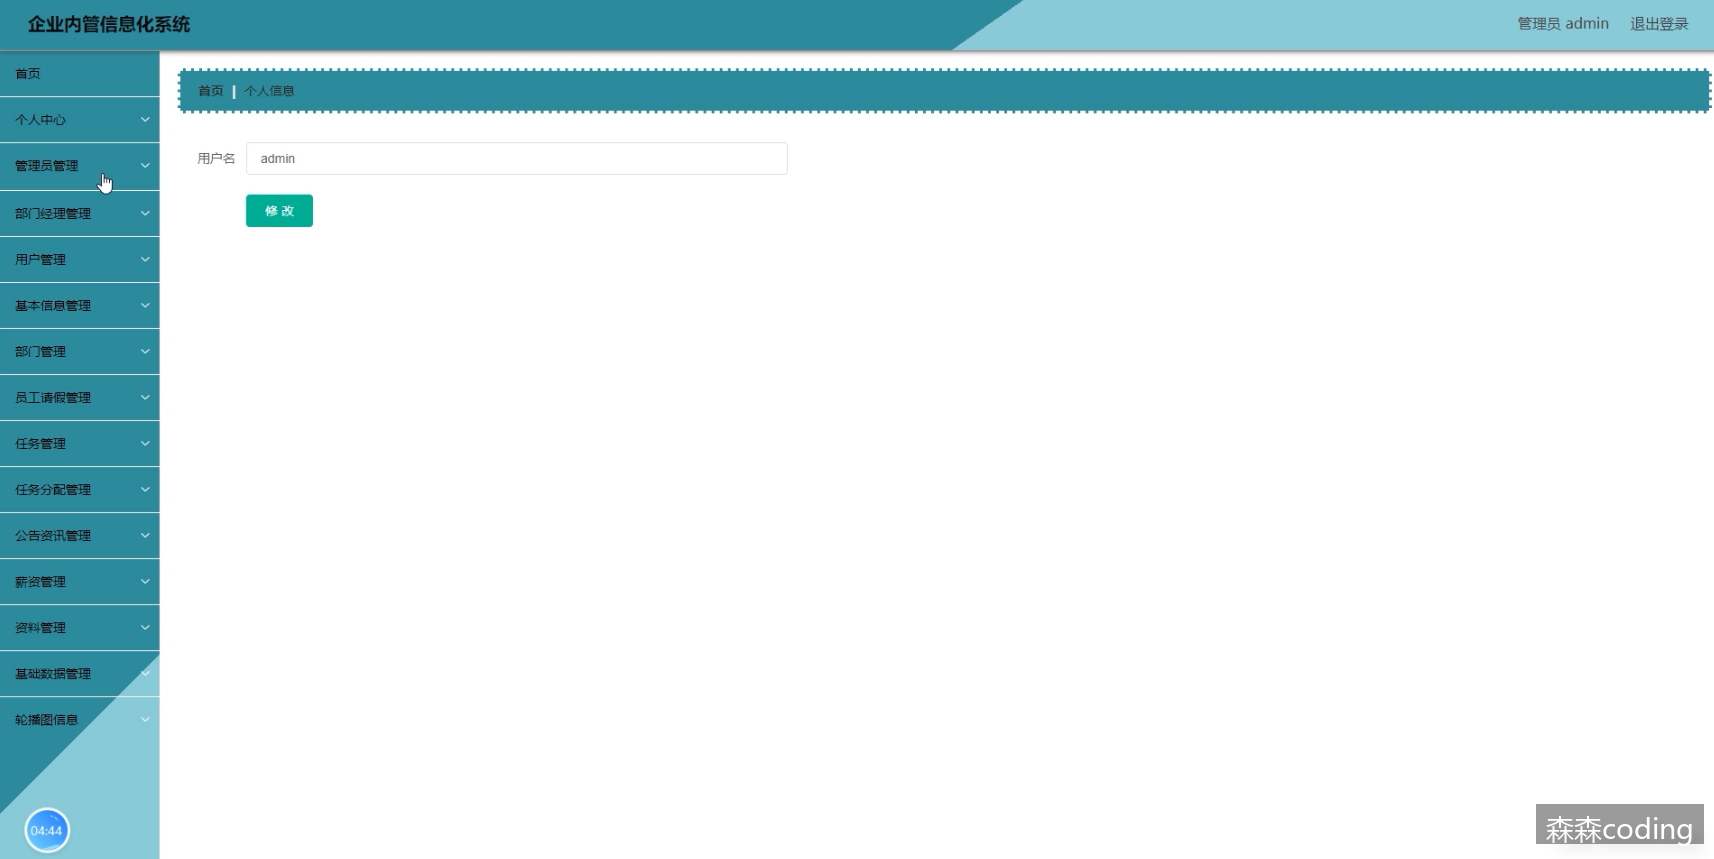 企业内管信息化系统
管理员 admin 退出登录
首页
个人中心
管理员管理
部门经理管理
用户管理
基本信息管理
部门管理
员工请假管理
任务管理
任务分配管理
公告资讯管理
薪资管理
资料管理
基础数据管理
轮播图信息
04:44
首页 | 个人信息
用户名 admin
修 改
森森coding